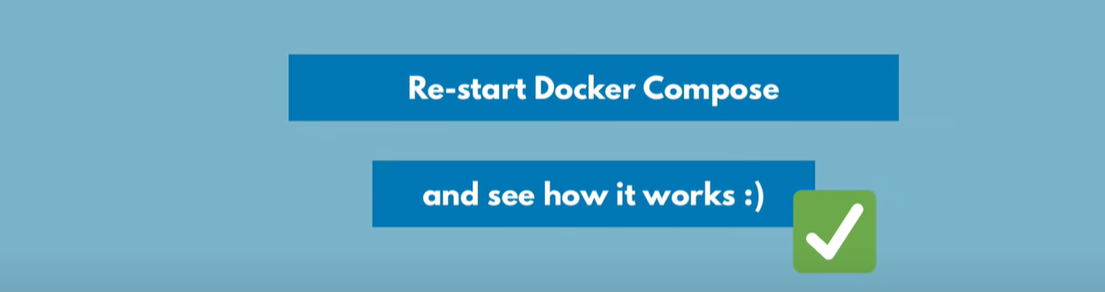 Re-start Docker Compose
and see how it works :)